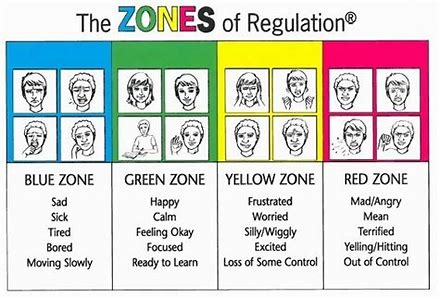 The ZONES of Regulation®
BLUE ZONE
Sad
Sick
Tired
Bored
Moving Slowly
GREEN ZONE
Happy
Calm
Feeling Okay
Focused
Ready to Learn
YELLOW ZONE
Frustrated
Worried
Silly/Wiggly
Excited
Loss of Some Control
RED ZONE
Mad/Angry
Mean
Terrified
Yelling/Hitting
Out of Control